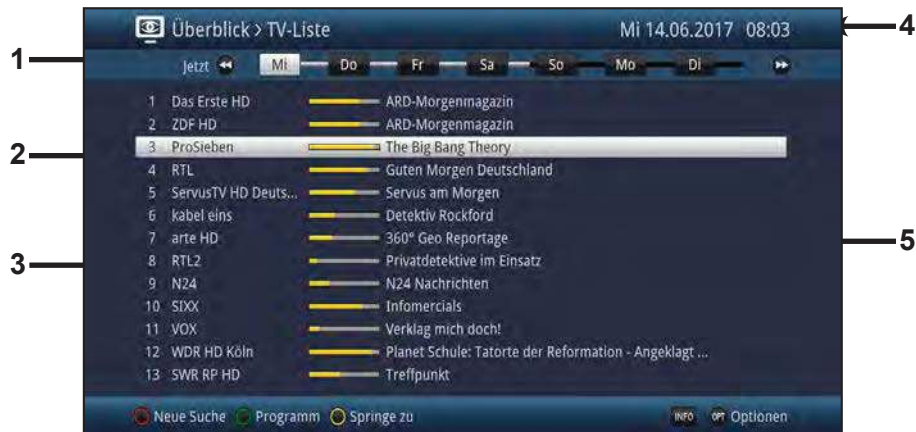 Überblick > TV-Liste Mi 14.06.2017 08:03
4
1
Jetzt Mi Do Fr Sa So Mo Di
1 Das Erste HD ARD-Morgenmagazin
2 ZDF HD ARD-Morgenmagazin
2
3 ProSieben The Big Bang Theory
4 RTL Guten Morgen Deutschland
5 ServusTV HD Deuts... Servus am Morgen
6 kabel eins Detektiv Rockford
7 arte HD 360° Geo Reportage
5
3
8 RTL2 Privatdetektive im Einsatz
9 N24 N24 Nachrichten
10 SIXX Infomercials
11 VOX Verklag mich doch!
12 WDR HD Köln Planet Schule: Tatorte der Reformation - Angeklagt ...
13 SWR RP HD Treffpunkt
Neue Suche Programm Springe zu INFO OPT Optionen